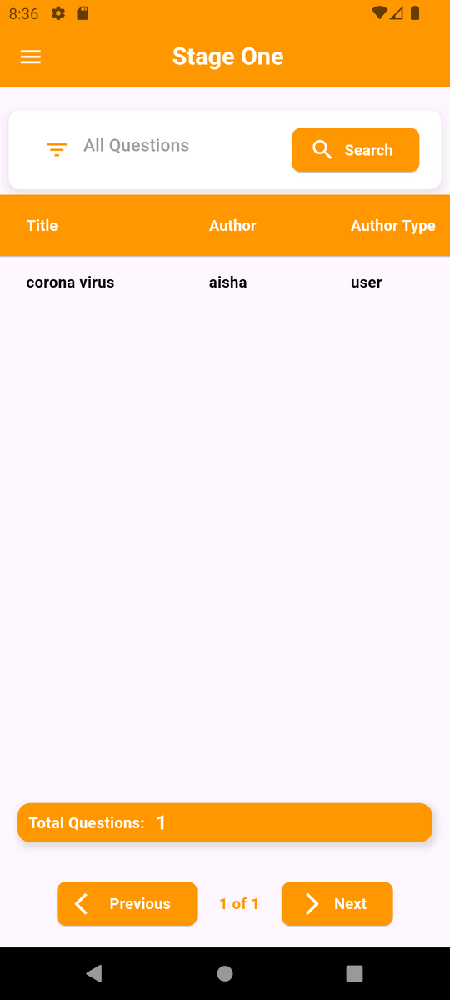 8:36
Stage One
All Questions
Search
Title Author Author Type
corona virus aisha user
Total Questions: 1
Previous 1 of 1 Next